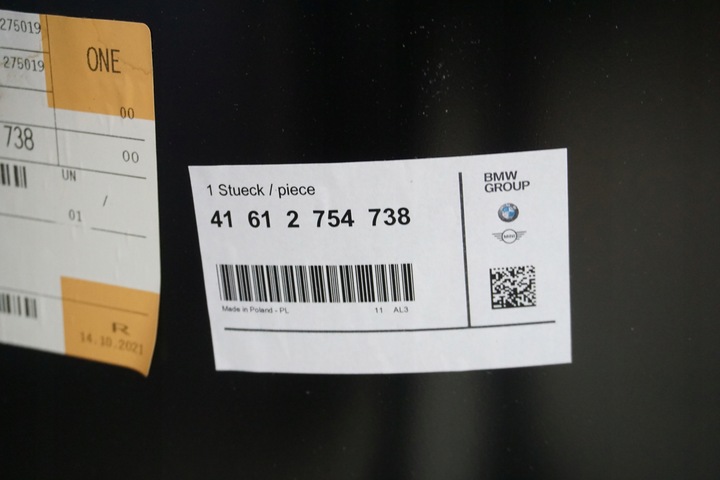 275019
ONE
275019
00
738
00
UN
/
01
R
14.10.2021
1 Stueck / piece
41 61 2 754 738
Made in Poland - PL 11 AL3
BMW
GROUP
MINI